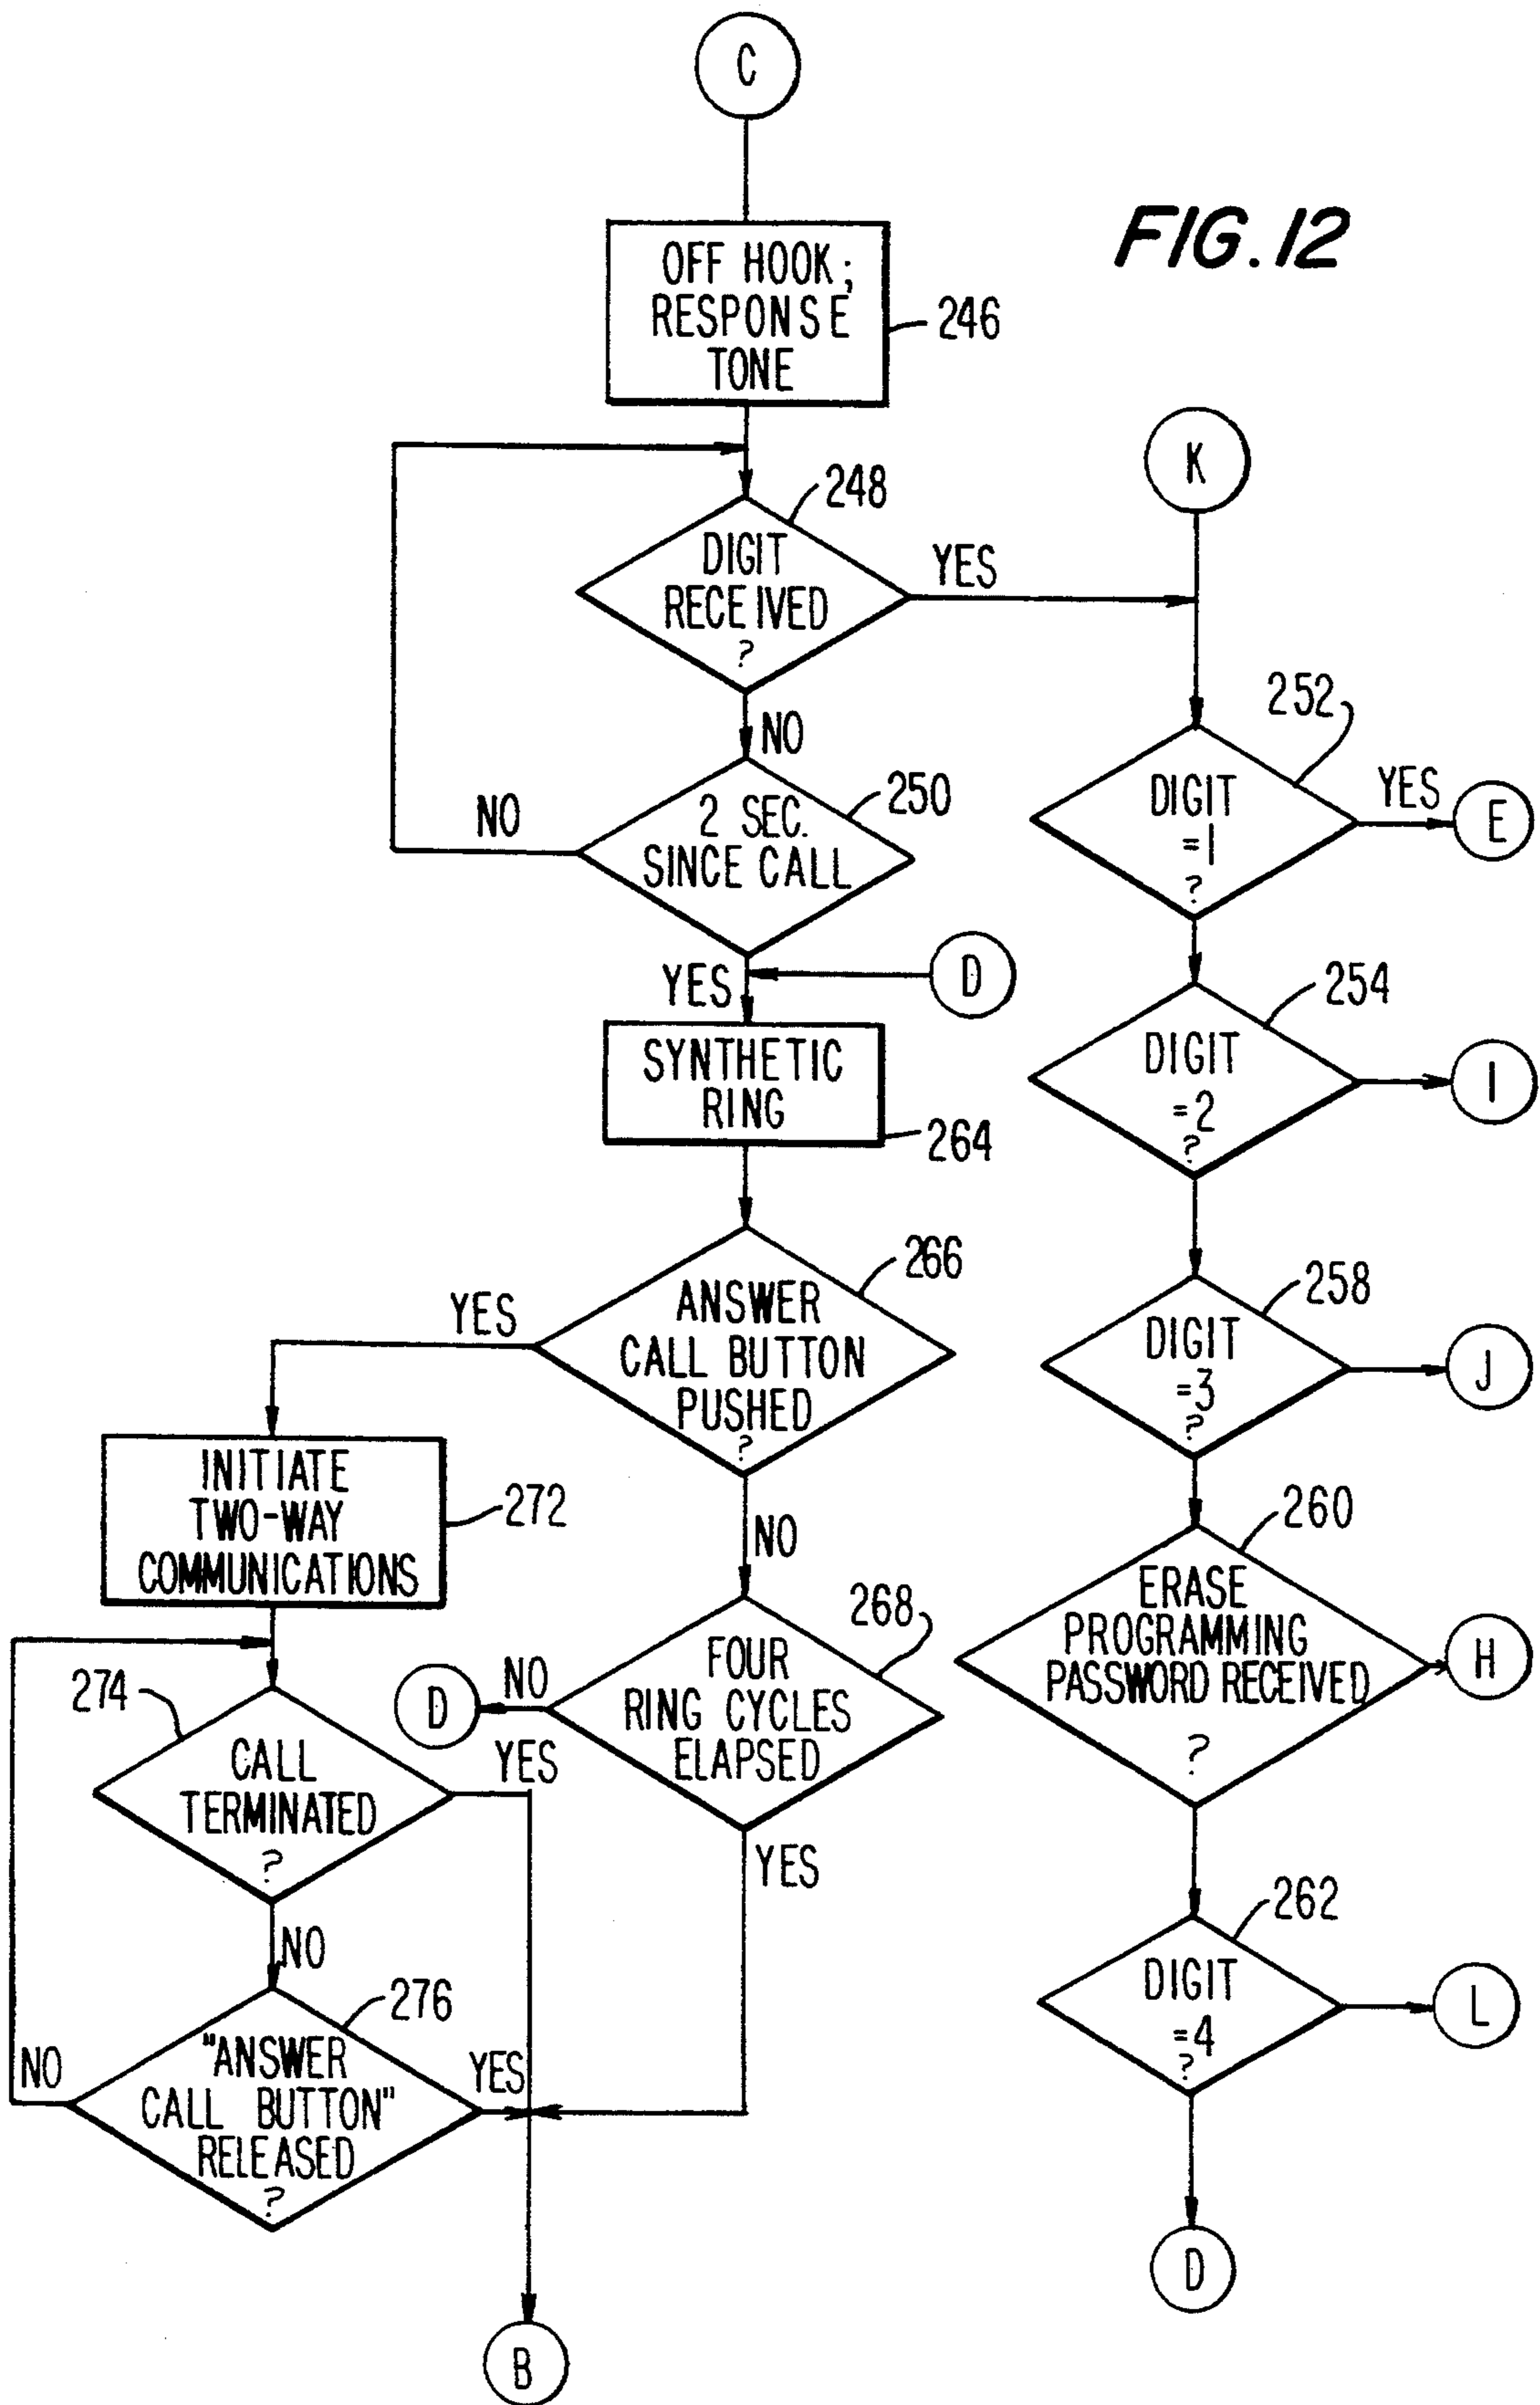 C
FIG. 12
OFF HOOK;
RESPONSE
TONE
246
K
248
DIGIT
RECEIVED
?
YES
NO
252
DIGIT
=1
?
YES
E
250
2 SEC.
SINCE CALL
NO
YES
D
254
DIGIT
=2
?
I
SYNTHETIC
RING
264
266
ANSWER
CALL BUTTON
PUSHED
?
YES
NO
258
DIGIT
=3
?
J
INITIATE
TWO-WAY
COMMUNICATIONS
272
260
ERASE
PROGRAMMING
PASSWORD RECEIVED
?
H
268
FOUR
RING CYCLES
ELAPSED
NO
D
YES
274
CALL
TERMINATED
?
YES
NO
262
DIGIT
=4
?
L
276
"ANSWER
CALL BUTTON"
RELEASED
?
NO
YES
D
B